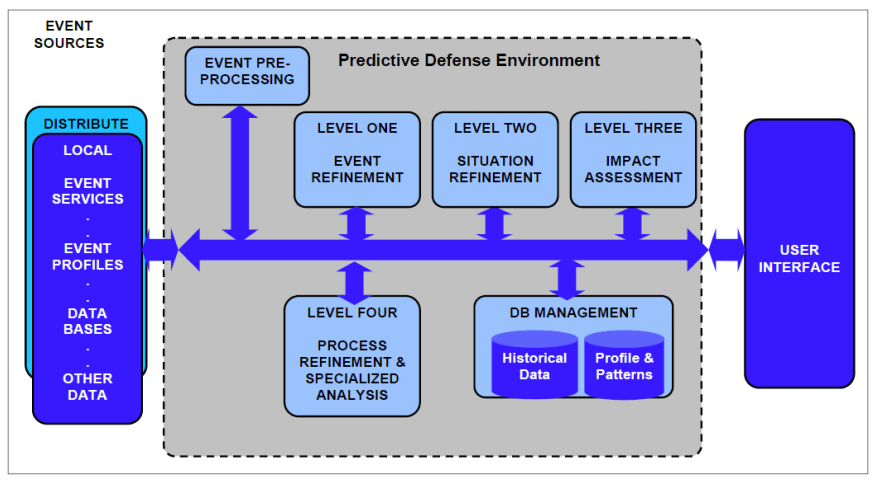 EVENT
SOURCES
Predictive Defense Environment
EVENT PRE-
PROCESSING
DISTRIBUTE
LOCAL
EVENT
SERVICES
.
.
EVENT
PROFILES
.
.
DATA
BASES
.
.
OTHER
DATA
LEVEL ONE
EVENT
REFINEMENT
LEVEL TWO
SITUATION
REFINEMENT
LEVEL THREE
IMPACT
ASSESSMENT
USER
INTERFACE
LEVEL FOUR
PROCESS
REFINEMENT &
SPECIALIZED
ANALYSIS
DB MANAGEMENT
Historical
Data
Profile &
Patterns